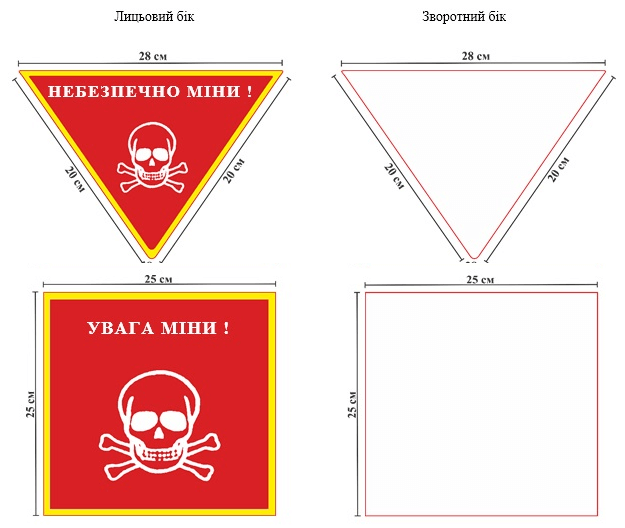 Лицьовий бік
Зворотний бік
28 см
28 см
НЕБЕЗПЕЧНО МІНИ !
20 см
20 см
20 см
20 см
25 см
25 см
УВАГА МІНИ !
25 см
25 см